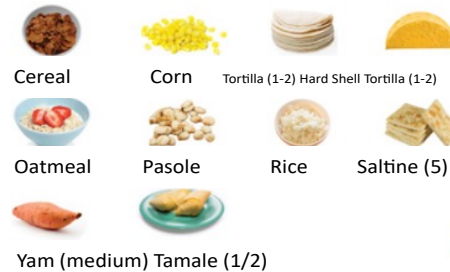 Cereal Corn Tortilla (1-2) Hard Shell Tortilla (1-2)
Oatmeal Pasole Rice Saltine (5)
Yam (medium) Tamale (1/2)